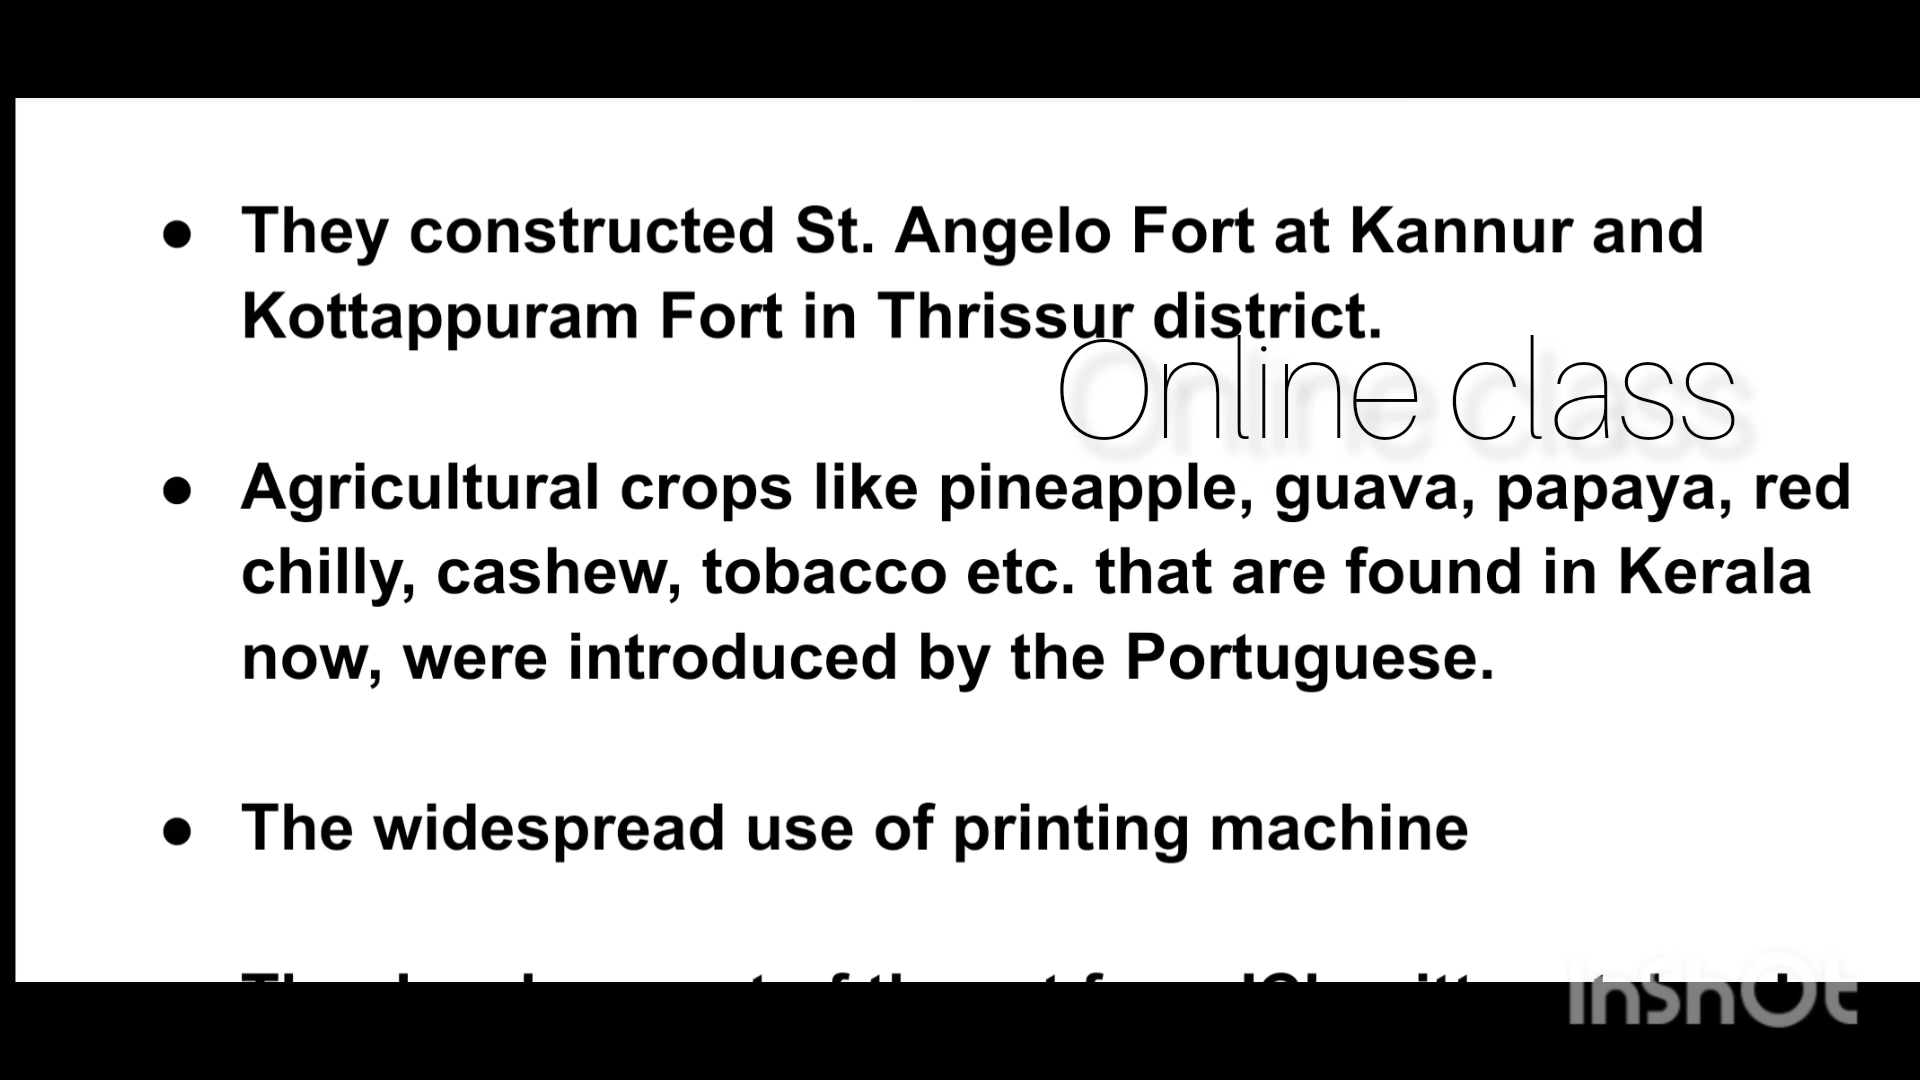 ● They constructed St. Angelo Fort at Kannur and
Kottappuram Fort in Thrissur district.
Online class
● Agricultural crops like pineapple, guava, papaya, red
chilly, cashew, tobacco etc. that are found in Kerala
now, were introduced by the Portuguese.
● The widespread use of printing machine
InShOt